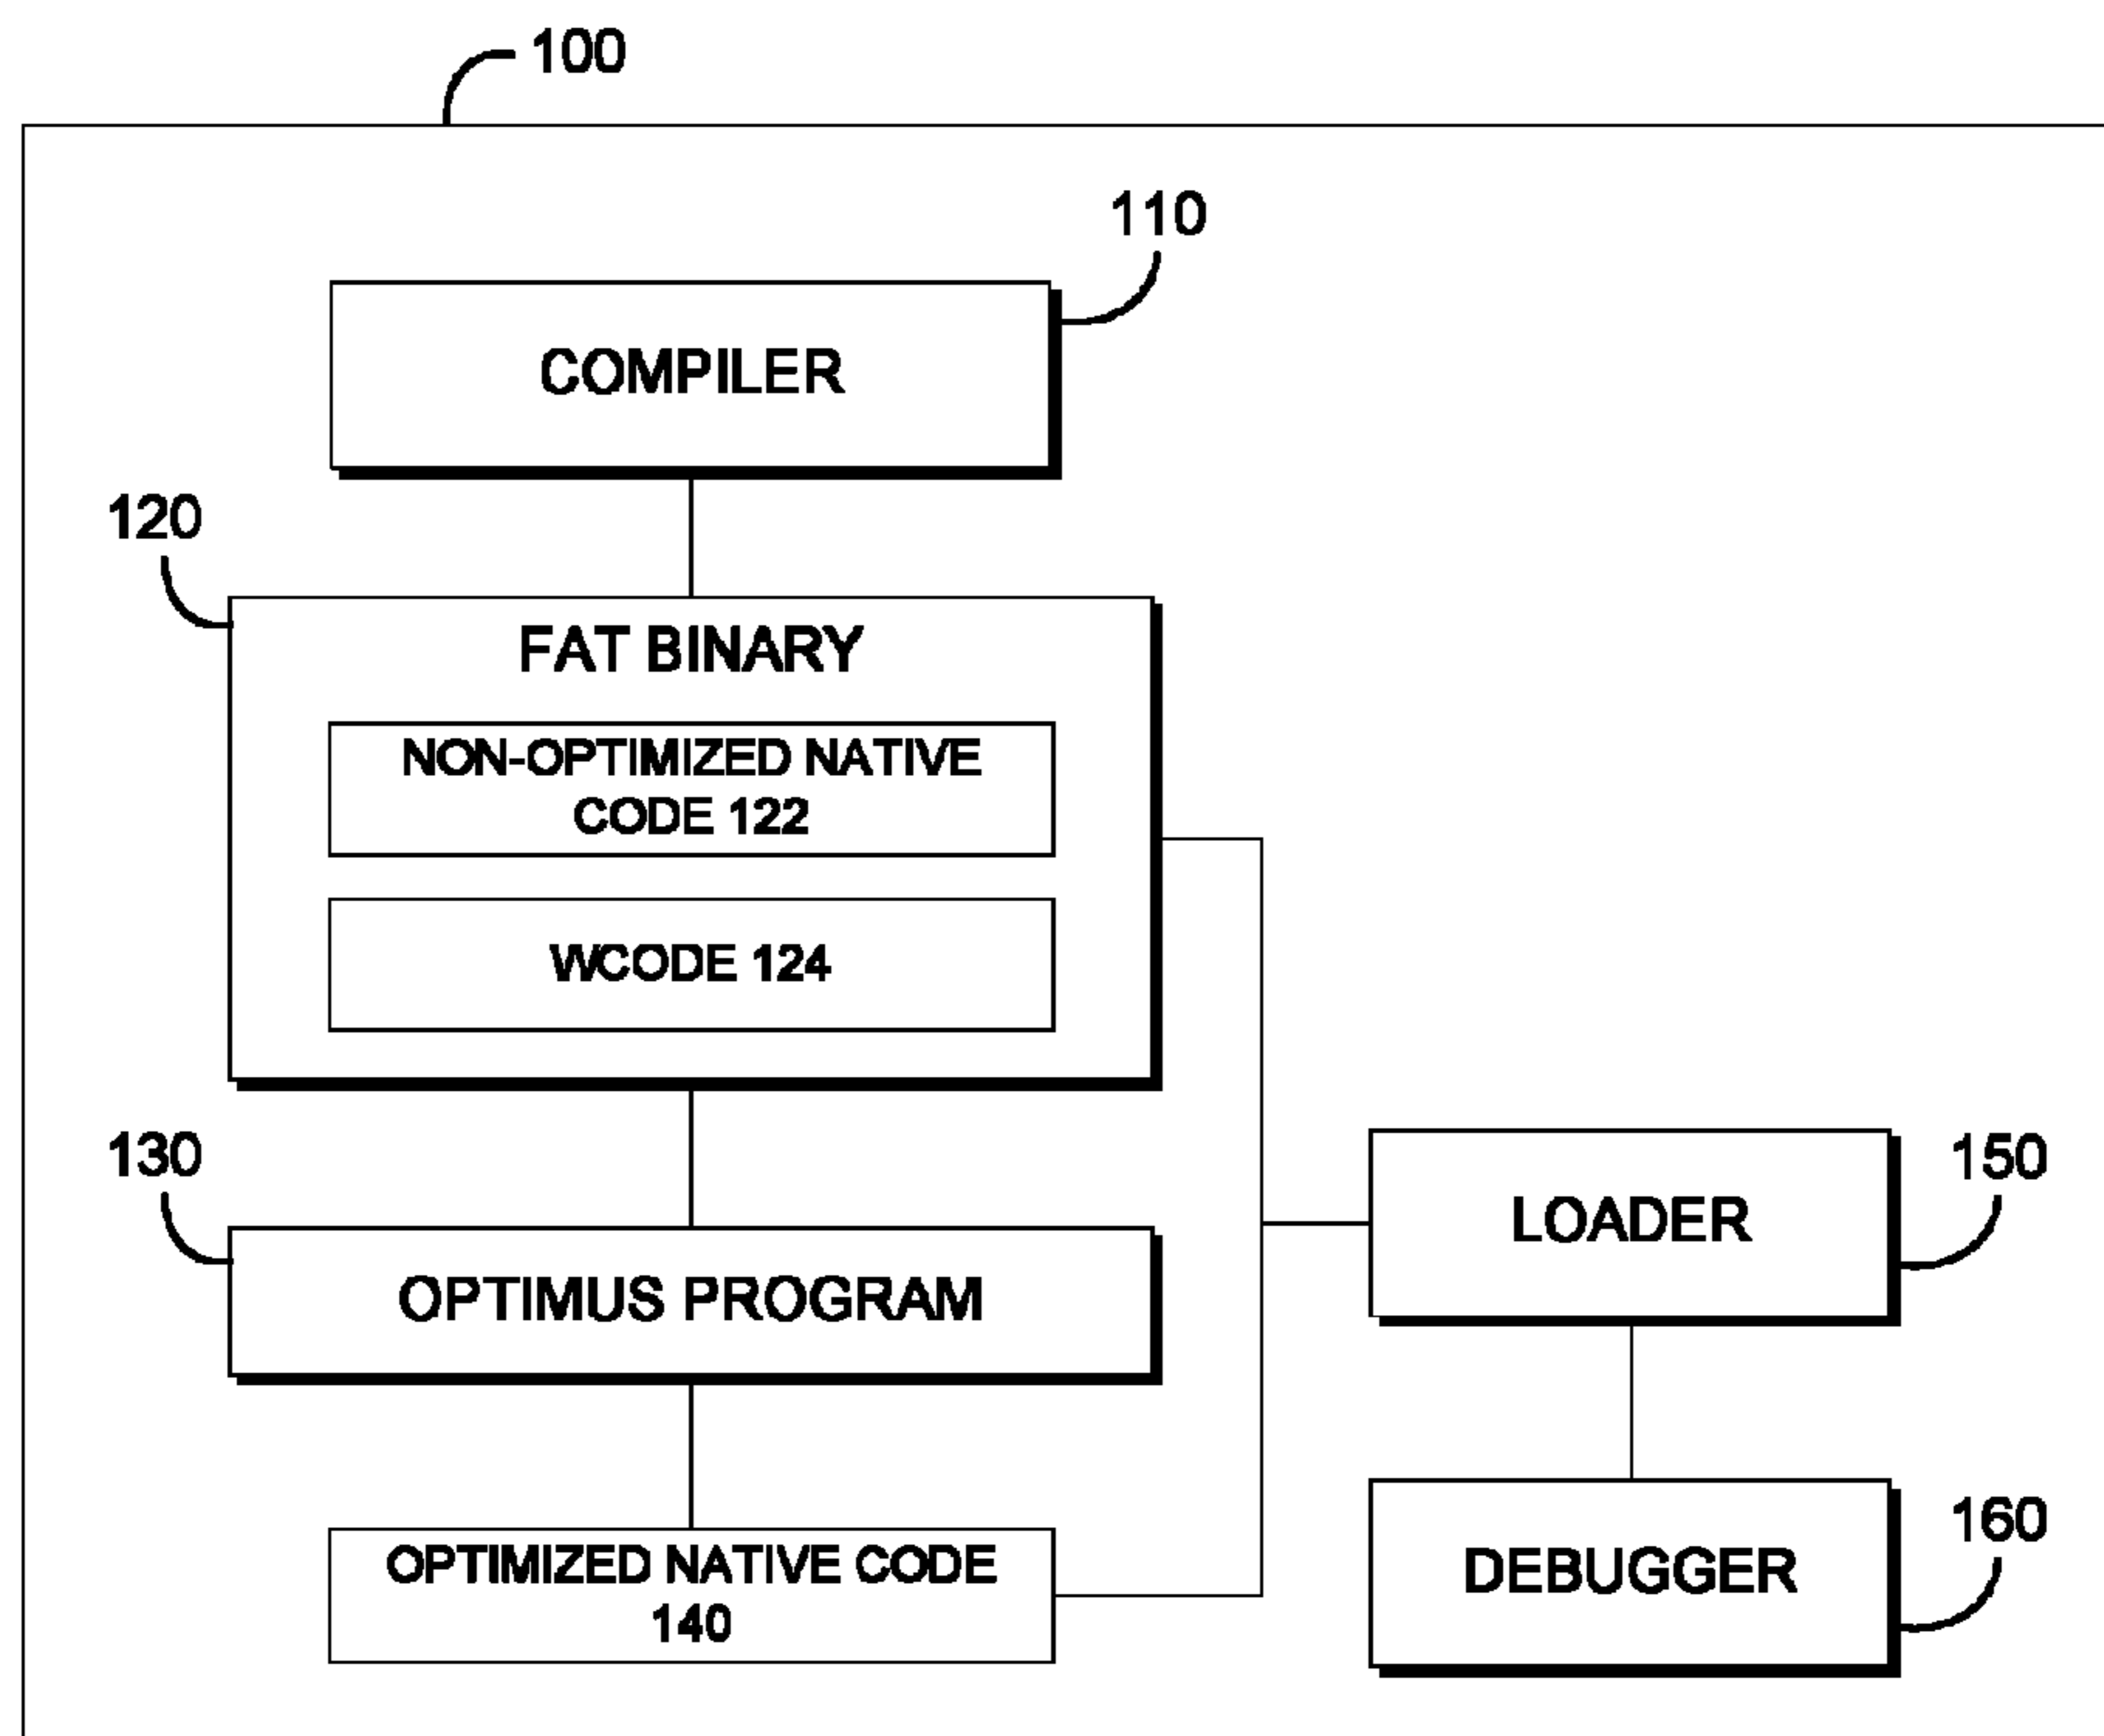 100
110
COMPILER
120
FAT BINARY
NON-OPTIMIZED NATIVE
CODE 122
WCODE 124
130
OPTIMUS PROGRAM
150
LOADER
OPTIMIZED NATIVE CODE
140
160
DEBUGGER